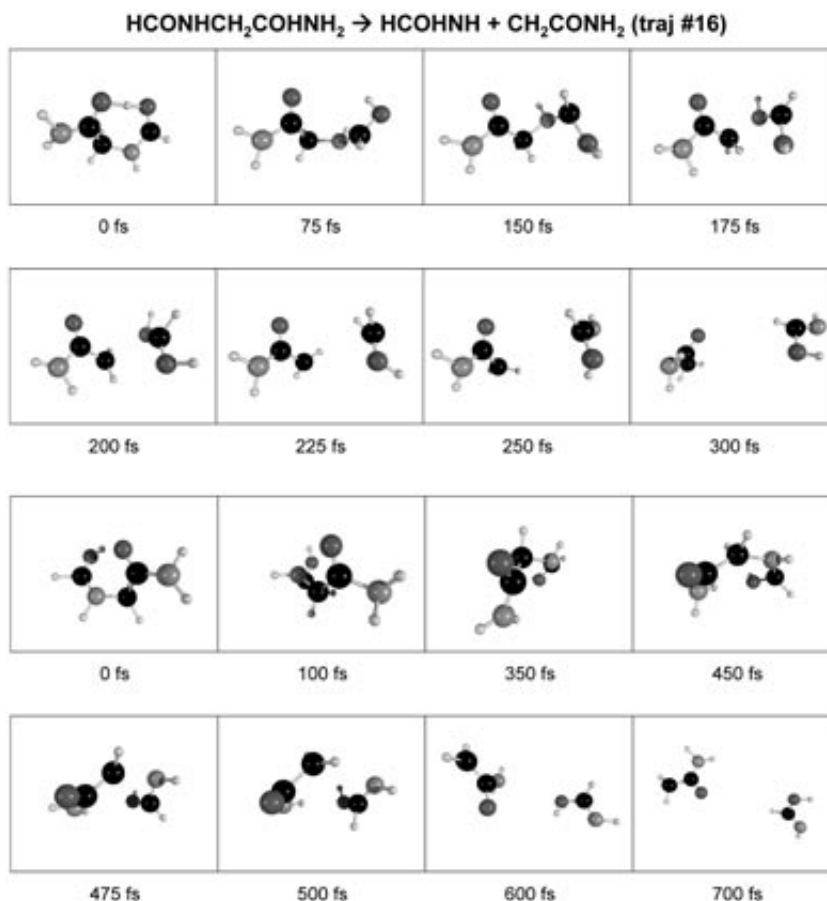 HCONHCH₂COHNH₂ → HCOHNH + CH₂CONH₂ (traj #16)
0 fs 75 fs 150 fs 175 fs
200 fs 225 fs 250 fs 300 fs
0 fs 100 fs 350 fs 450 fs
475 fs 500 fs 600 fs 700 fs